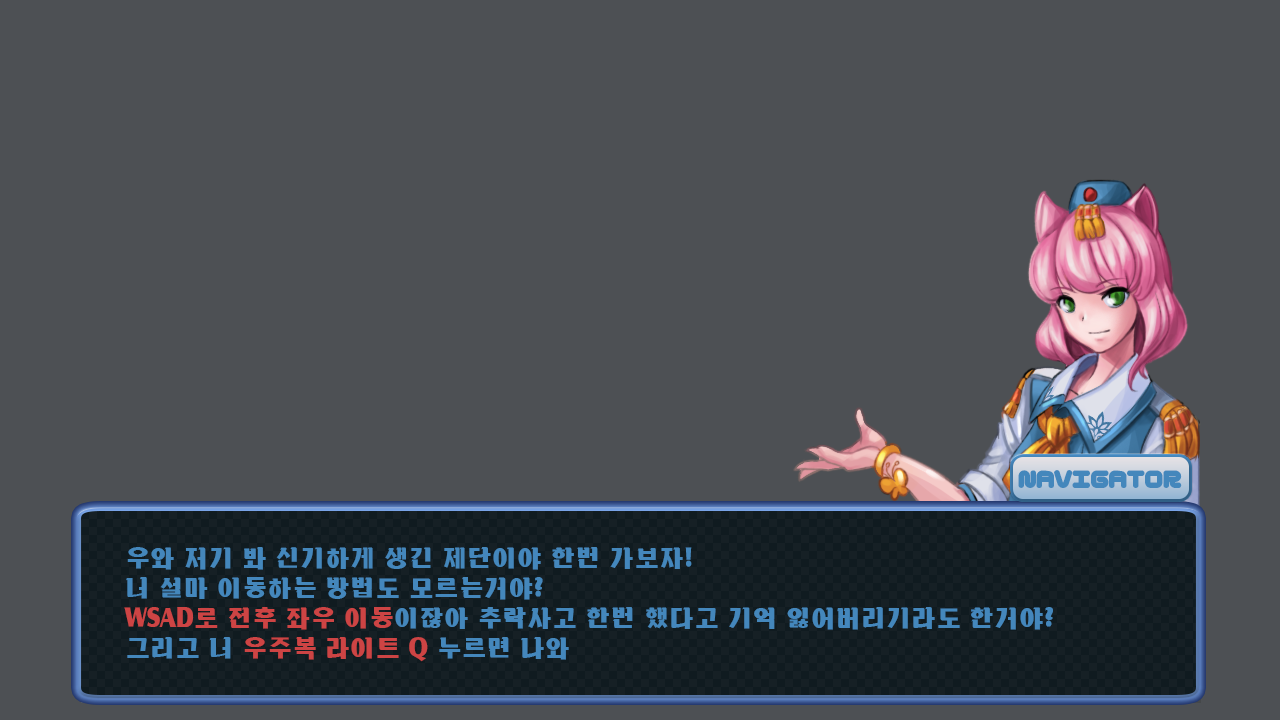 NAVIGATOR
우와 저기 봐 신기하게 생긴 제단이야 한번 가보자!
너 설마 이동하는 방법도 모르는거야?
WSAD로 전후 좌우 이동이잖아 추락사고 한번 했다고 기억 잃어버리기라도 한거야?
그리고 너 우주복 라이트 Q 누르면 나와